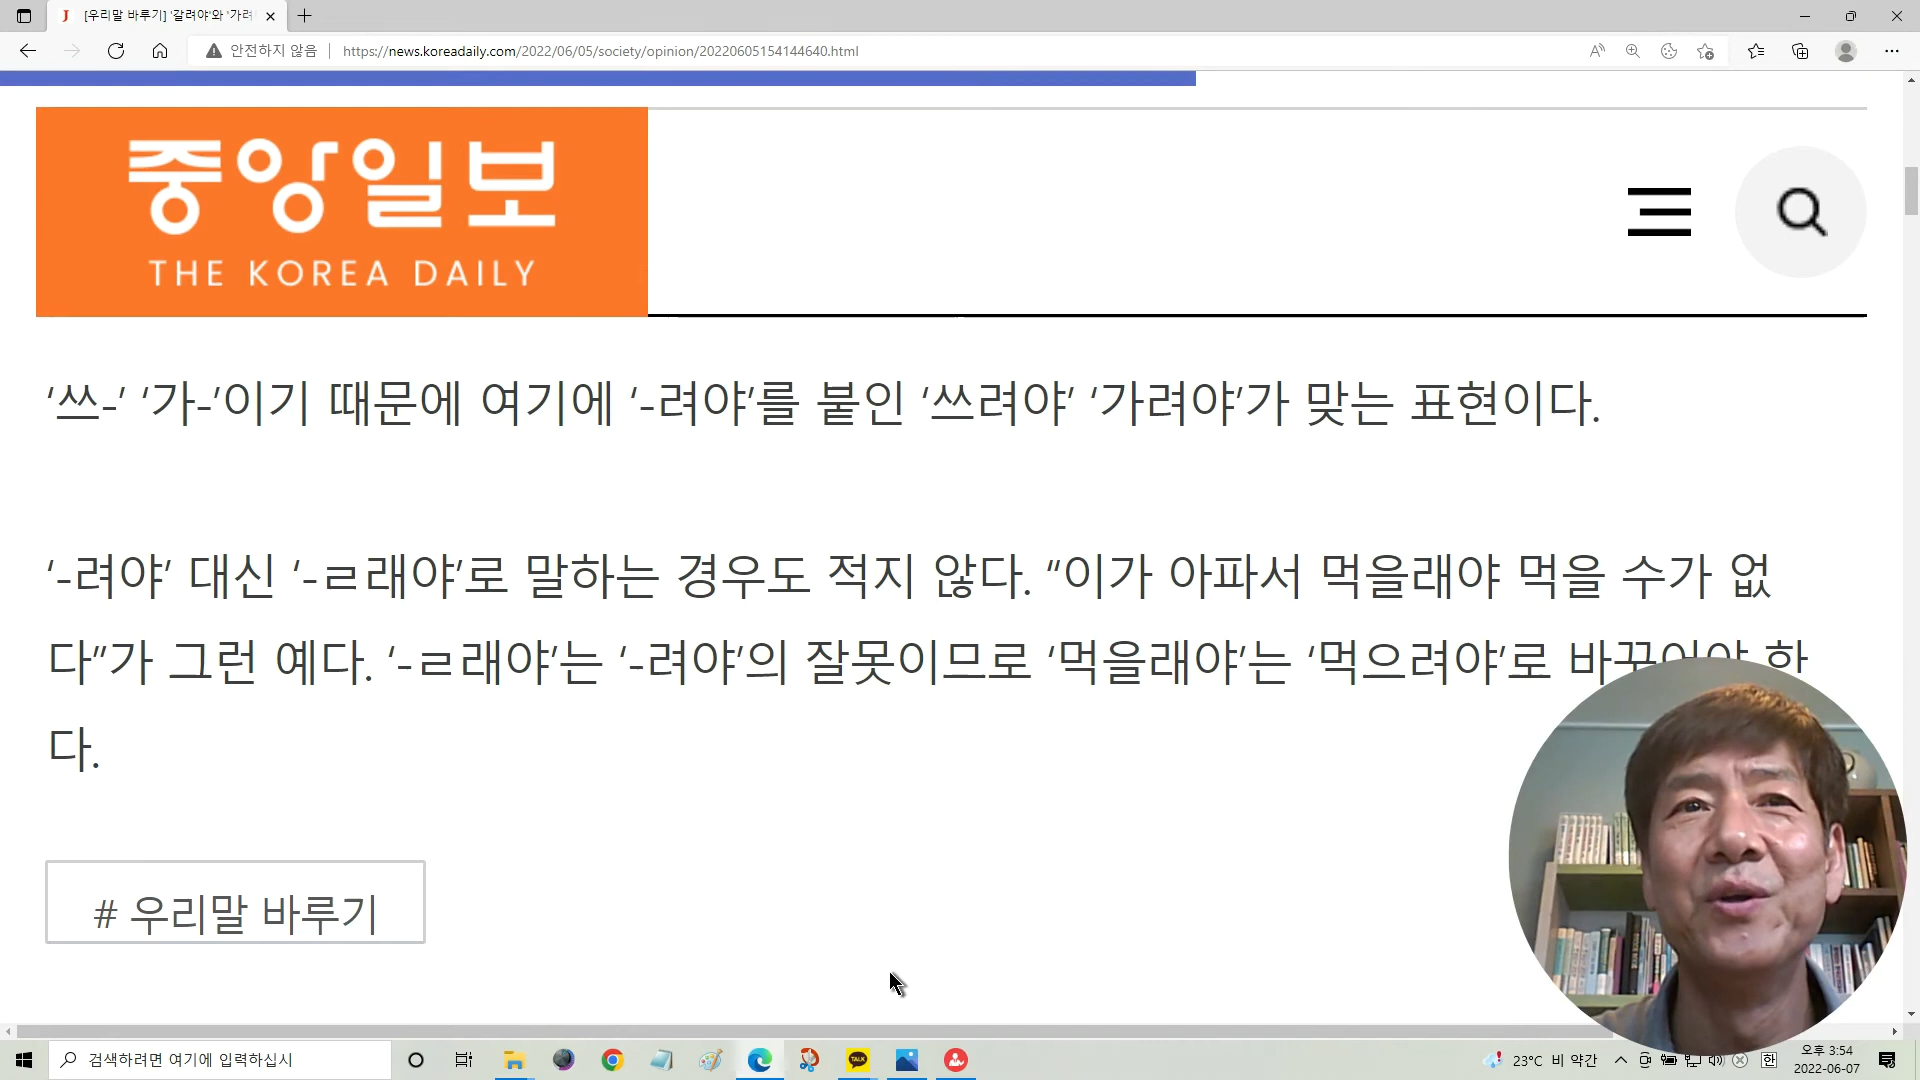 [우리말 바루기] '갈려야'와 '가려
안전하지 않음
https://news.koreadaily.com/2022/06/05/society/opinion/20220605154144640.html
중앙일보
THE KOREA DAILY
‘쓰-’ ‘가-’이기 때문에 여기에 ‘-려야’를 붙인 ‘쓰려야’ ‘가려야’가 맞는 표현이다.
‘-려야’ 대신 ‘-ㄹ래야’로 말하는 경우도 적지 않다. “이가 아파서 먹을래야 먹을 수가 없
다”가 그런 예다. ‘-ㄹ래야’는 ‘-려야’의 잘못이므로 ‘먹을래야’는 ‘먹으려야’로 바꾸어야 하
다.
# 우리말 바루기
검색하려면 여기에 입력하십시
TALK
23°C 비 약간
한
오후 3:54
2022-06-07